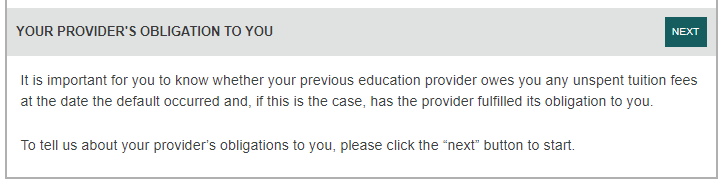 YOUR PROVIDER'S OBLIGATION TO YOU
NEXT
It is important for you to know whether your previous education provider owes you any unspent tuition fees
at the date the default occurred and, if this is the case, has the provider fulfilled its obligation to you.
To tell us about your provider’s obligations to you, please click the “next” button to start.